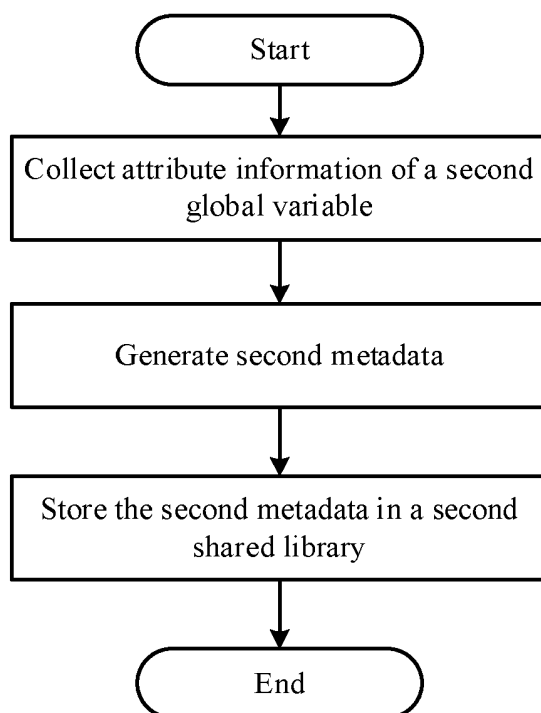 Start
Collect attribute information of a second
global variable
Generate second metadata
Store the second metadata in a second
shared library
End